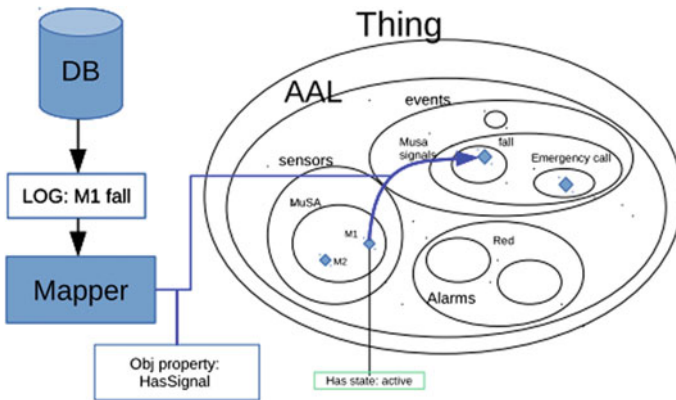 Thing
DB
AAL
events
Musa
signals
fall
Emergency call
sensors
LOG: M1 fall
MuSA
M1
M2
Red
Mapper
Alarms
Obj property:
HasSignal
Has state: active